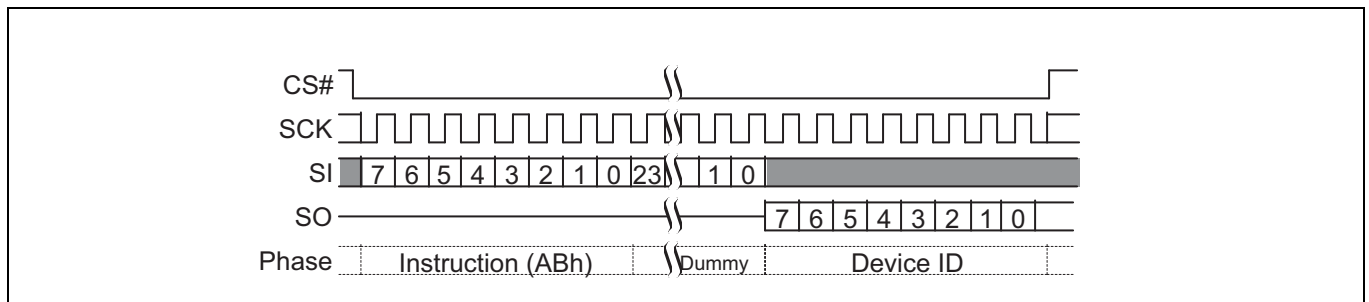 CS#
SCK
SI 7 6 5 4 3 2 1 0 23 1 0
SO 7 6 5 4 3 2 1 0
Phase Instruction (ABh) Dummy Device ID